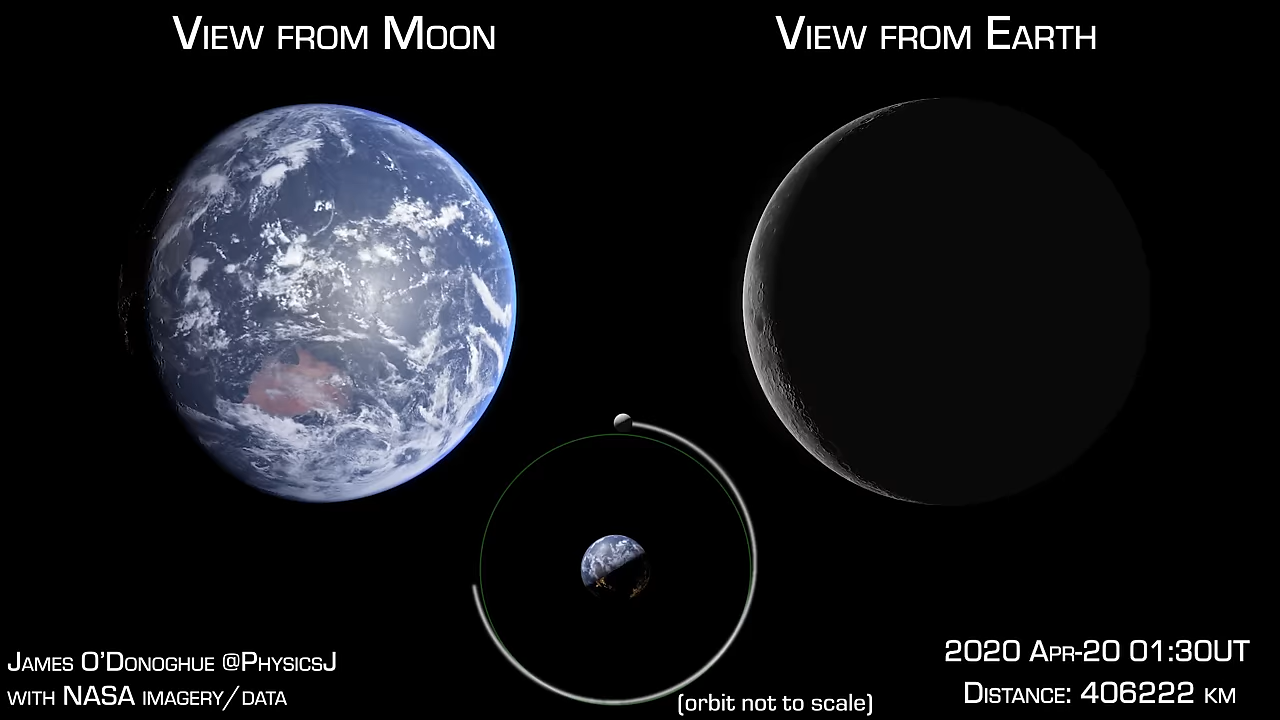 View from Moon
View from Earth
James O'Donoghue @PhysicsJ
with NASA imagery/data
(orbit not to scale)
2020 Apr-20 01:30UT
Distance: 406222 km